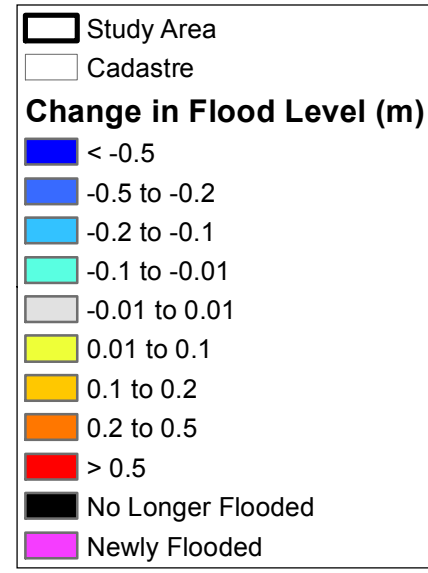 Study Area
Cadastre
Change in Flood Level (m)
< -0.5
-0.5 to -0.2
-0.2 to -0.1
-0.1 to -0.01
-0.01 to 0.01
0.01 to 0.1
0.1 to 0.2
0.2 to 0.5
> 0.5
No Longer Flooded
Newly Flooded